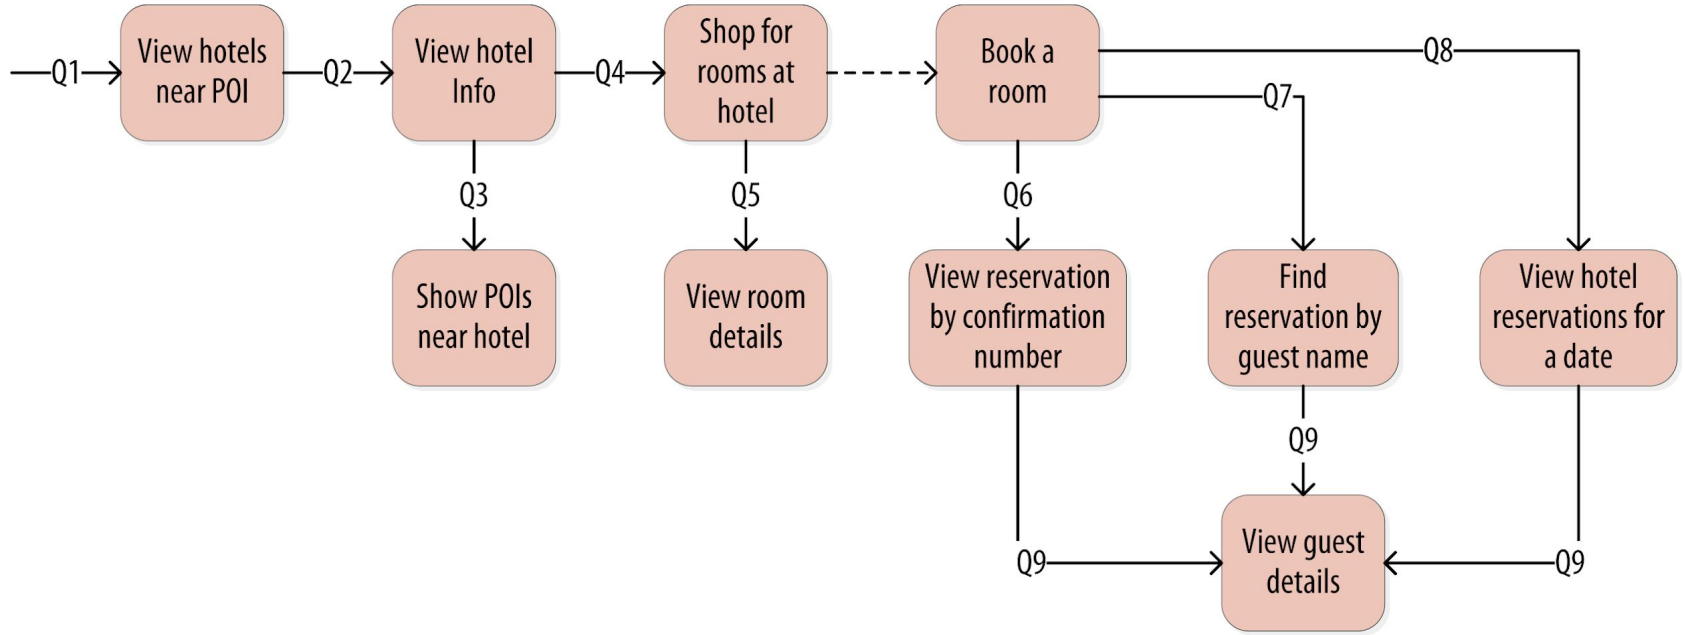 Q1
View hotels
near POI
Q2
View hotel
Info
Q4
Shop for
rooms at
hotel
Book a
room
Q8
Q7
Q3
Q5
Q6
Show POIs
near hotel
View room
details
View reservation
by confirmation
number
Find
reservation by
guest name
View hotel
reservations for
a date
Q9
Q9
View guest
details
Q9